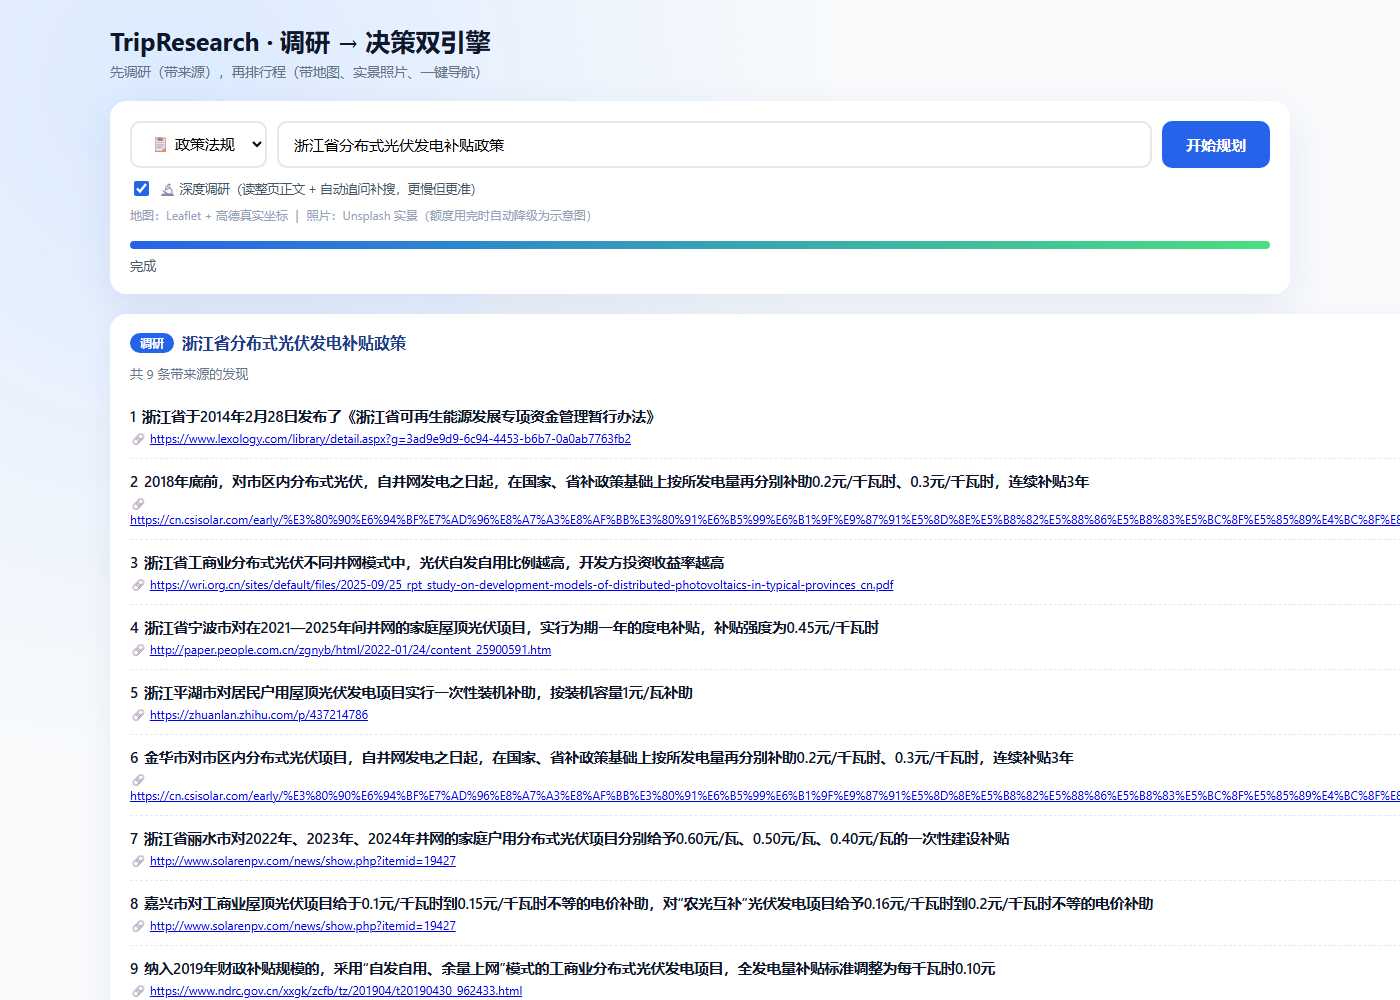 TripResearch · 调研 → 决策双引擎
先调研（带来源），再排行程（带地图、实景照片、一键导航）
📋 政策法规
浙江省分布式光伏发电补贴政策
开始规划
🔬 深度调研（读整页正文 + 自动追问补搜，更慢但更准）
地图：Leaflet + 高德真实坐标 ｜ 照片：Unsplash 实景（额度用完时自动降级为示意图）
完成
调研 浙江省分布式光伏发电补贴政策
共 9 条带来源的发现
1 浙江省于2014年2月28日发布了《浙江省可再生能源发展专项资金管理暂行办法》
🔗 https://www.lexology.com/library/detail.aspx?g=3ad9e9d9-6c94-4453-b6b7-0a0ab7763fb2
2 2018年底前，对市区内分布式光伏，自并网发电之日起，在国家、省补政策基础上按所发电量再分别补助0.2元/千瓦时、0.3元/千瓦时，连续补贴3年
🔗
https://cn.csisolar.com/early/%E3%80%90%E6%94%BF%E7%AD%96%E8%A7%A3%E8%AF%BB%E3%80%91%E6%B5%99%E6%B1%9F%E9%87%91%E5%8D%8E%E5%B8%82%E5%88%86%E5%B8%83%E5%BC%8F%E5%85%89%E4%BC%8F%E8
3 浙江省工商业分布式光伏不同并网模式中，光伏自发自用比例越高，开发方投资收益率越高
🔗 https://wri.org.cn/sites/default/files/2025-09/25_rpt_study-on-development-models-of-distributed-photovoltaics-in-typical-provinces_cn.pdf
4 浙江省宁波市对在2021—2025年间并网的家庭屋顶光伏项目，实行为期一年的度电补贴，补贴强度为0.45元/千瓦时
🔗 http://paper.people.com.cn/zgnyb/html/2022-01/24/content_25900591.htm
5 浙江平湖市对居民户用屋顶光伏发电项目实行一次性装机补助，按装机容量1元/瓦补助
🔗 https://zhuanlan.zhihu.com/p/437214786
6 金华市对市区内分布式光伏项目，自并网发电之日起，在国家、省补政策基础上按所发电量再分别补助0.2元/千瓦时、0.3元/千瓦时，连续补贴3年
🔗
https://cn.csisolar.com/early/%E3%80%90%E6%94%BF%E7%AD%96%E8%A7%A3%E8%AF%BB%E3%80%91%E6%B5%99%E6%B1%9F%E9%87%91%E5%8D%8E%E5%B8%82%E5%88%86%E5%B8%83%E5%BC%8F%E5%85%89%E4%BC%8F%E8
7 浙江省丽水市对2022年、2023年、2024年并网的家庭户用分布式光伏项目分别给予0.60元/瓦、0.50元/瓦、0.40元/瓦的一次性建设补贴
🔗 http://www.solarenpv.com/news/show.php?itemid=19427
8 嘉兴市对工商业屋顶光伏项目给于0.1元/千瓦时到0.15元/千瓦时不等的电价补助，对“农光互补”光伏发电项目给予0.16元/千瓦时到0.2元/千瓦时不等的电价补助
🔗 http://www.solarenpv.com/news/show.php?itemid=19427
9 纳入2019年财政补贴规模的，采用“自发自用、余量上网”模式的工商业分布式光伏发电项目，全发电量补贴标准调整为每千瓦时0.10元
🔗 https://www.ndrc.gov.cn/xxgk/zcfb/tz/201904/t20190430_962433.html